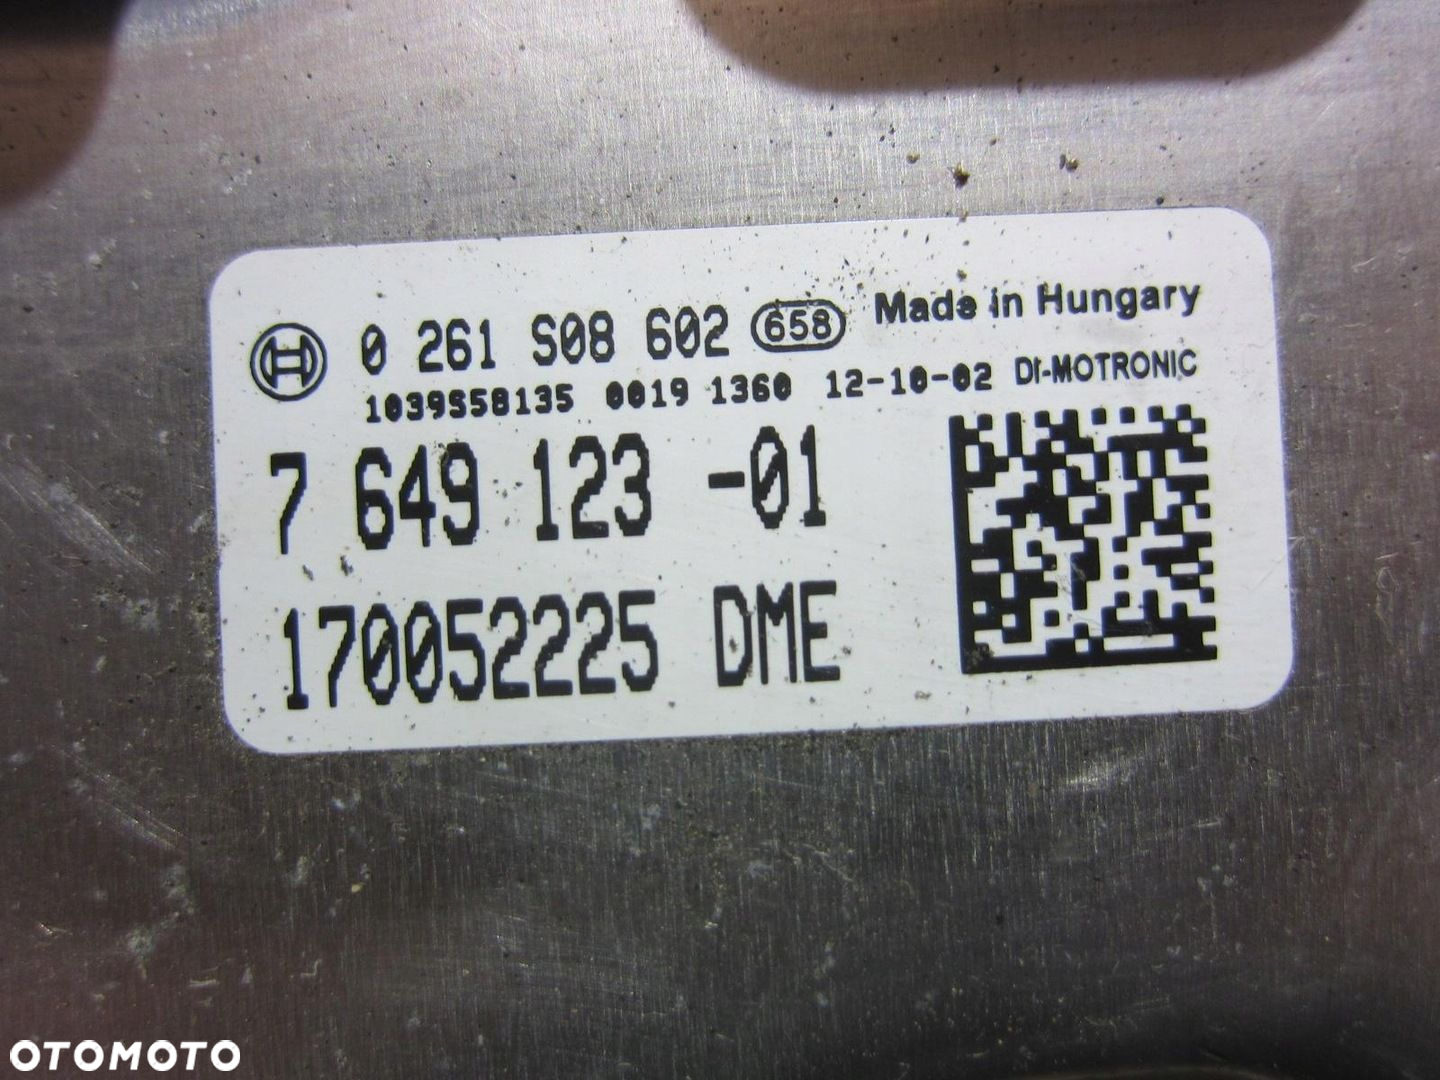 0 261 S08 602 658 Made in Hungary
1039S58135 0019 1360 12-10-02 DI-MOTRONIC
7 649 123 -01
170052225 DME
OTOMOTO